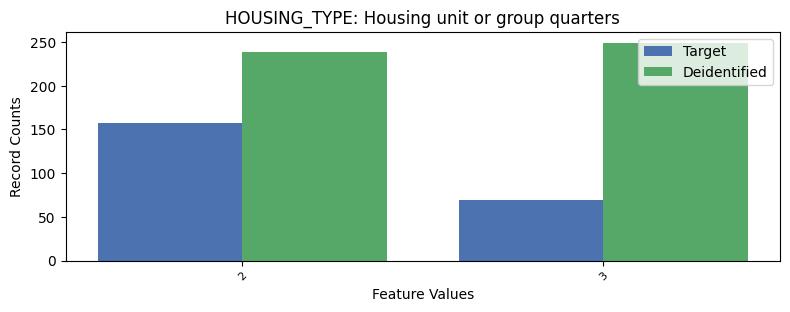 HOUSING_TYPE: Housing unit or group quarters
Record Counts
250
200
150
100
50
0
Target
Deidentified
2
3
Feature Values